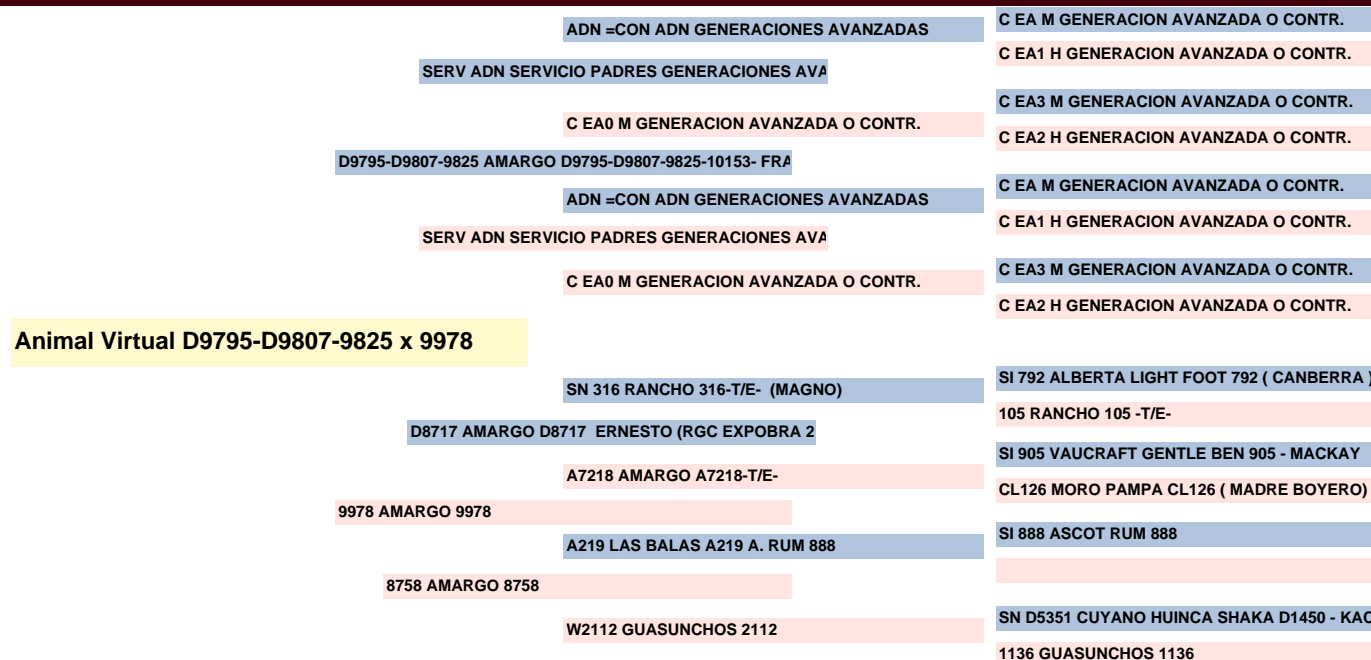 C EA M GENERACION AVANZADA O CONTR.
ADN =CON ADN GENERACIONES AVANZADAS
C EA1 H GENERACION AVANZADA O CONTR.
SERV ADN SERVICIO PADRES GENERACIONES AVA
C EA3 M GENERACION AVANZADA O CONTR.
C EA0 M GENERACION AVANZADA O CONTR.
C EA2 H GENERACION AVANZADA O CONTR.
D9795-D9807-9825 AMARGO D9795-D9807-9825-10153- FRA
C EA M GENERACION AVANZADA O CONTR.
ADN =CON ADN GENERACIONES AVANZADAS
C EA1 H GENERACION AVANZADA O CONTR.
SERV ADN SERVICIO PADRES GENERACIONES AVA
C EA3 M GENERACION AVANZADA O CONTR.
C EA0 M GENERACION AVANZADA O CONTR.
C EA2 H GENERACION AVANZADA O CONTR.
Animal Virtual D9795-D9807-9825 x 9978
SI 792 ALBERTA LIGHT FOOT 792 ( CANBERRA )
SN 316 RANCHO 316-T/E- (MAGNO)
105 RANCHO 105 -T/E-
D8717 AMARGO D8717 ERNESTO (RGC EXPOBRA 2
SI 905 VAUCRAFT GENTLE BEN 905 - MACKAY
A7218 AMARGO A7218-T/E-
CL126 MORO PAMPA CL126 ( MADRE BOYERO)
9978 AMARGO 9978
SI 888 ASCOT RUM 888
A219 LAS BALAS A219 A. RUM 888
8758 AMARGO 8758
SN D5351 CUYANO HUINCA SHAKA D1450 - KAC
W2112 GUASUNCHOS 2112
1136 GUASUNCHOS 1136